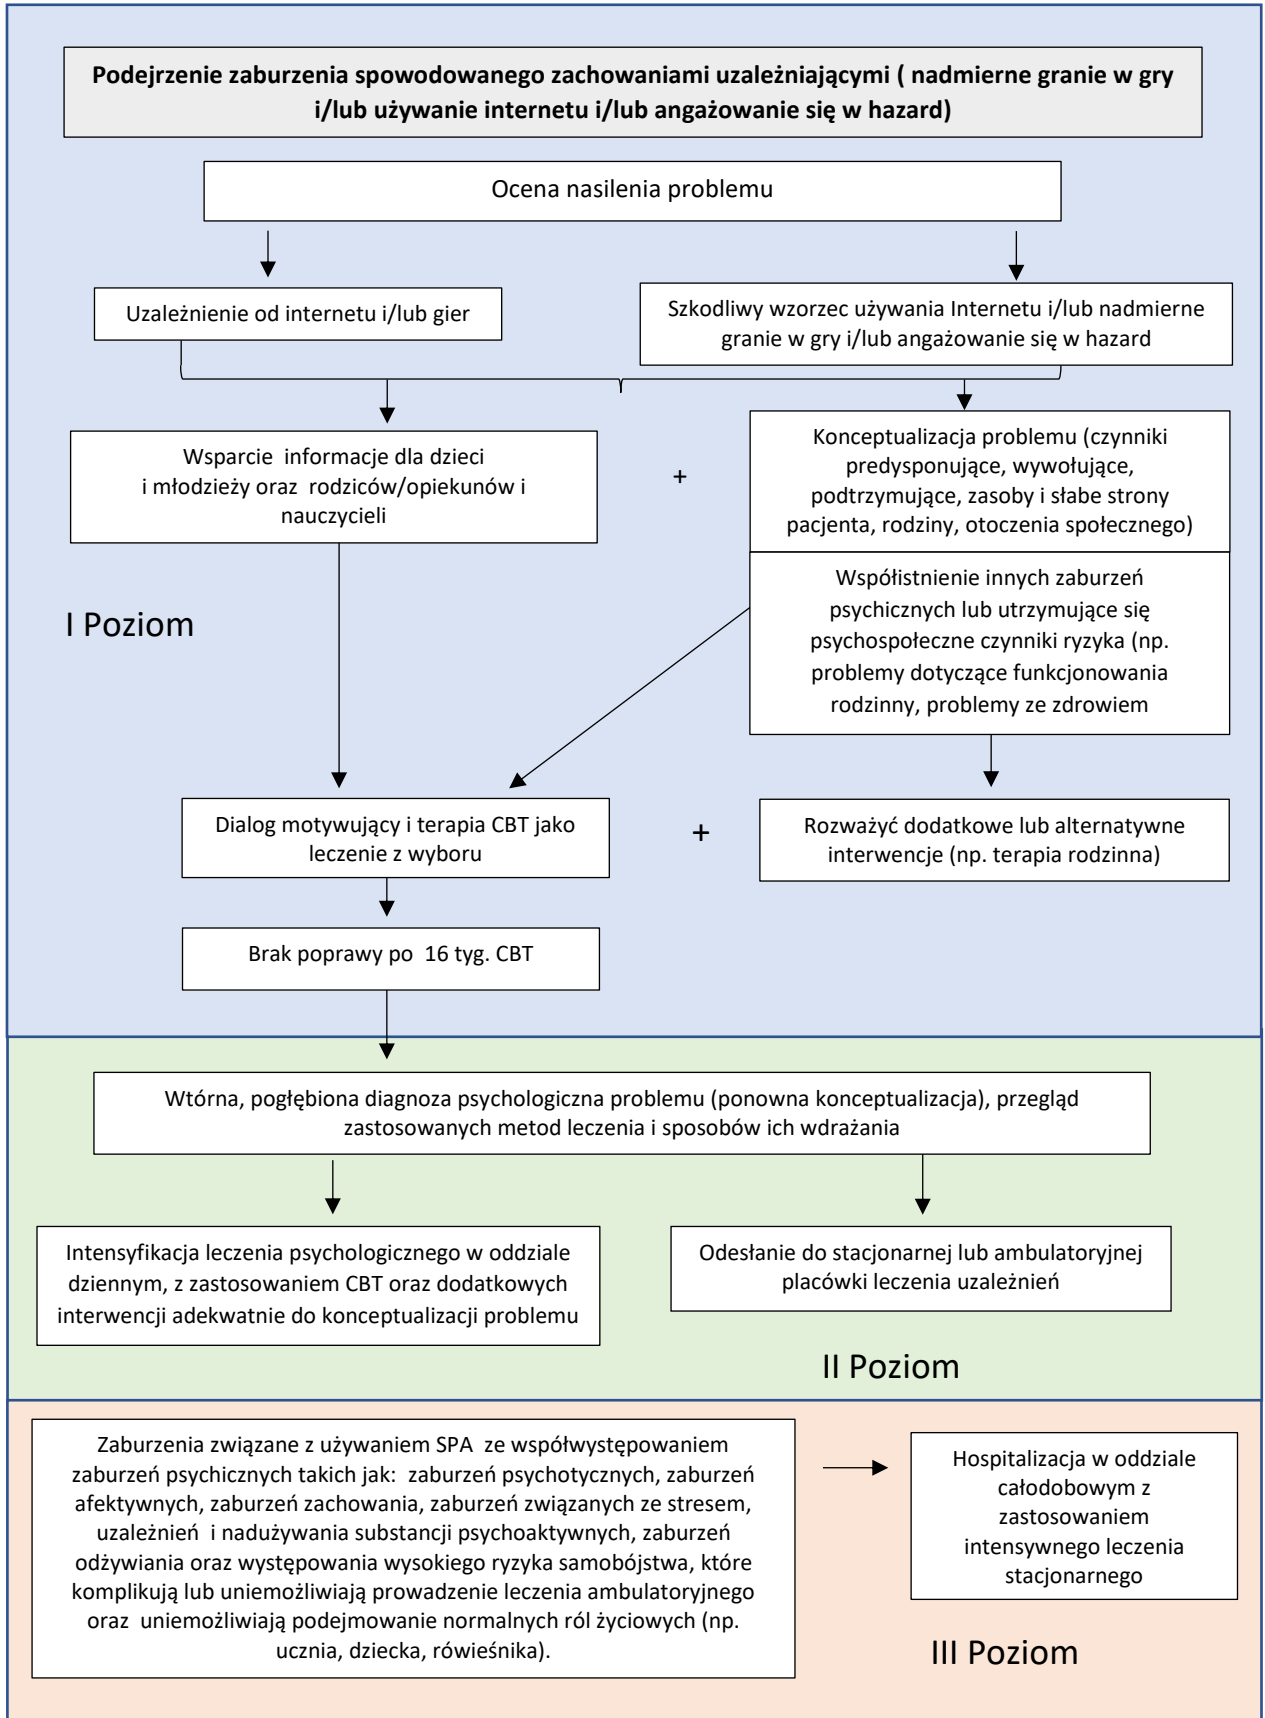 Podejrzenie zaburzenia spowodowanego zachowaniami uzależniającymi ( nadmierne granie w gry
i/lub używanie internetu i/lub angażowanie się w hazard)
Ocena nasilenia problemu
Uzależnienie od internetu i/lub gier
Szkodliwy wzorzec używania Internetu i/lub nadmierne
granie w gry i/lub angażowanie się w hazard
Wsparcie informacje dla dzieci
i młodzieży oraz rodziców/opiekunów i
nauczycieli
+
Konceptualizacja problemu (czynniki
predysponujące, wywołujące,
podtrzymujące, zasoby i słabe strony
pacjenta, rodziny, otoczenia społecznego)
Współistnienie innych zaburzeń
psychicznych lub utrzymujące się
psychospołeczne czynniki ryzyka (np.
problemy dotyczące funkcjonowania
rodzinny, problemy ze zdrowiem
I Poziom
Dialog motywujący i terapia CBT jako
leczenie z wyboru
+
Rozważyć dodatkowe lub alternatywne
interwencje (np. terapia rodzinna)
Brak poprawy po 16 tyg. CBT
Wtórna, pogłębiona diagnoza psychologiczna problemu (ponowna konceptualizacja), przegląd
zastosowanych metod leczenia i sposobów ich wdrażania
Intensyfikacja leczenia psychologicznego w oddziale
dziennym, z zastosowaniem CBT oraz dodatkowych
interwencji adekwatnie do konceptualizacji problemu
Odesłanie do stacjonarnej lub ambulatoryjnej
placówki leczenia uzależnień
II Poziom
Zaburzenia związane z używaniem SPA ze współwystępowaniem
zaburzeń psychicznych takich jak: zaburzeń psychotycznych, zaburzeń
afektywnych, zaburzeń zachowania, zaburzeń związanych ze stresem,
uzależnień i nadużywania substancji psychoaktywnych, zaburzeń
odżywiania oraz występowania wysokiego ryzyka samobójstwa, które
komplikują lub uniemożliwiają prowadzenie leczenia ambulatoryjnego
oraz uniemożliwiają podejmowanie normalnych ról życiowych (np.
ucznia, dziecka, rówieśnika).
Hospitalizacja w oddziale
całodobowym z
zastosowaniem
intensywnego leczenia
stacjonarnego
III Poziom